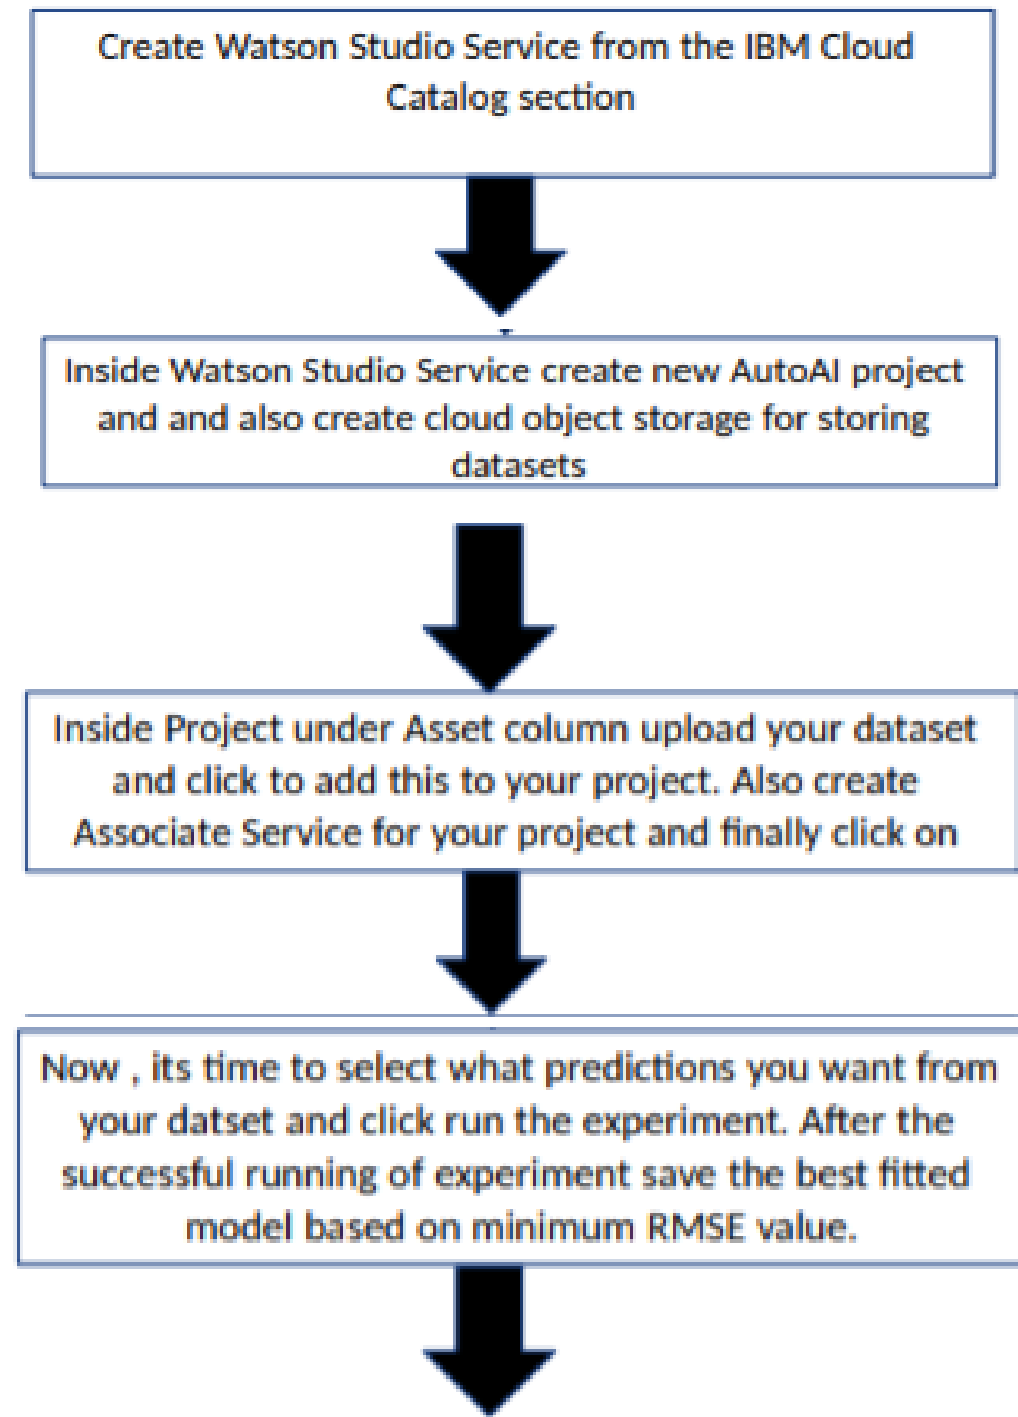 Create Watson Studio Service from the IBM Cloud
Catalog section
Inside Watson Studio Service create new AutoAI project
and and also create cloud object storage for storing
datasets
Inside Project under Asset column upload your dataset
and click to add this to your project. Also create
Associate Service for your project and finally click on
Now , its time to select what predictions you want from
your datset and click run the experiment. After the
successful running of experiment save the best fitted
model based on minimum RMSE value.